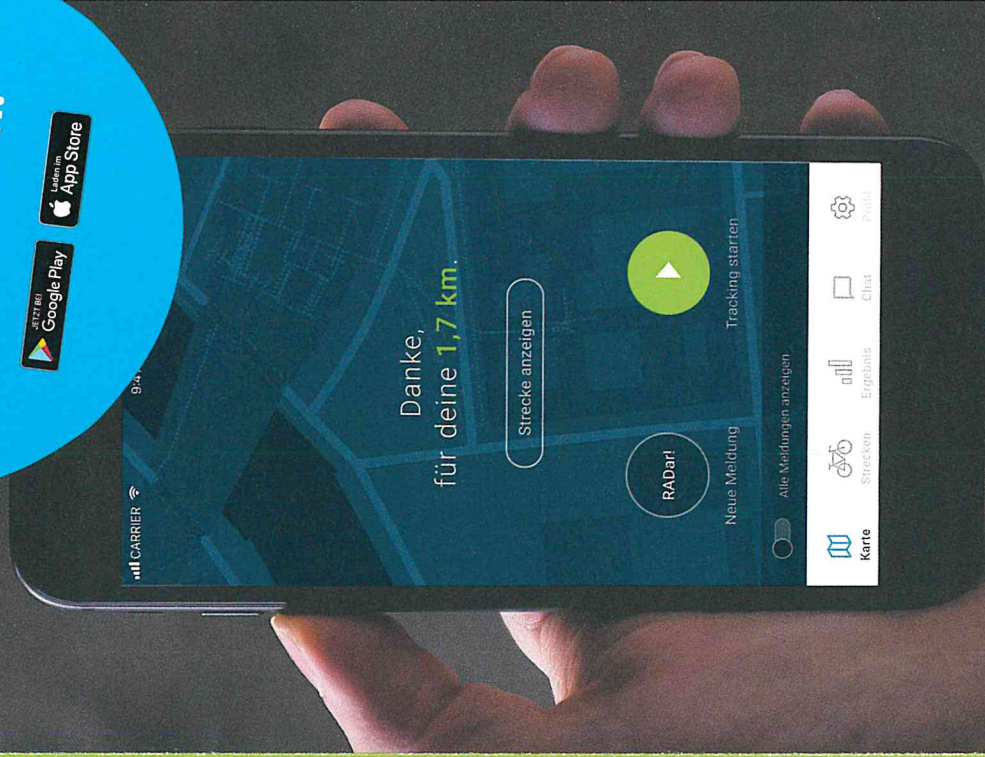 JETZT BEI
Google Play
Laden im
App Store
CARRIER
Danke,
für deine 1,7 km.
Strecke anzeigen
RADar!
Neue Meldung
Tracking starten
Alle Meldungen anzeigen
Karte
Strecken
Ergebnis
Chat
Profil